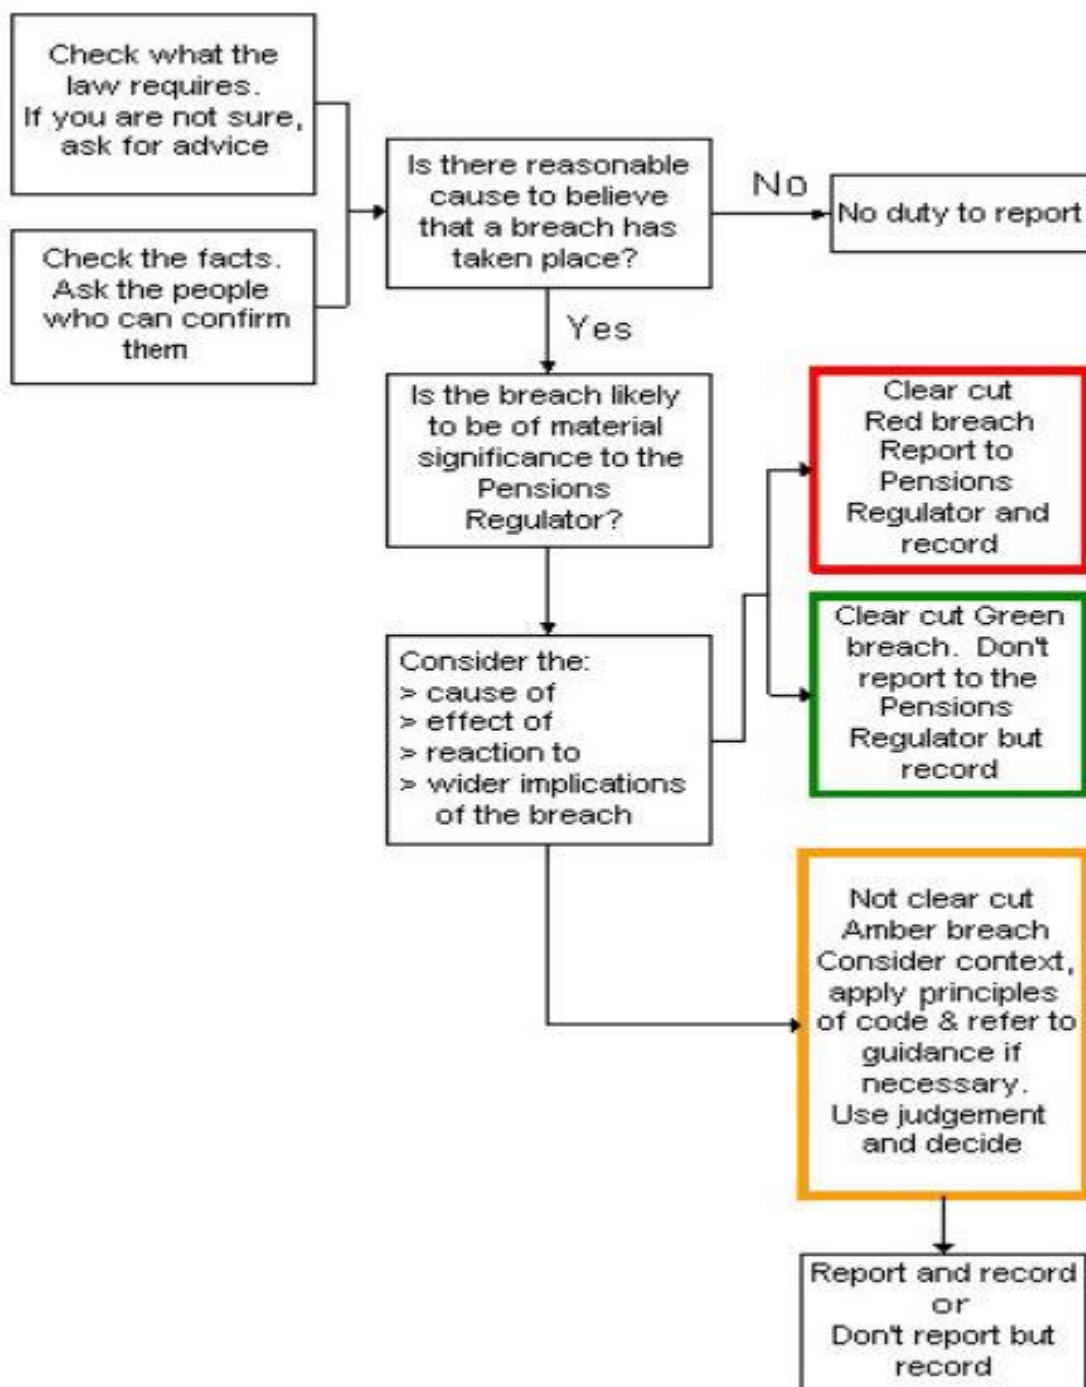 Check what the
law requires.
If you are not sure,
ask for advice
Check the facts.
Ask the people
who can confirm
them
Is there reasonable
cause to believe
that a breach has
taken place?
No
No duty to report
Yes
Is the breach likely
to be of material
significance to the
Pensions
Regulator?
Clear cut
Red breach
Report to
Pensions
Regulator and
record
Clear cut Green
breach. Don't
report to the
Pensions
Regulator but
record
Consider the:
> cause of
> effect of
> reaction to
> wider implications
of the breach
Not clear cut
Amber breach
Consider context,
apply principles
of code & refer to
guidance if
necessary.
Use judgement
and decide
Report and record
or
Don't report but
record